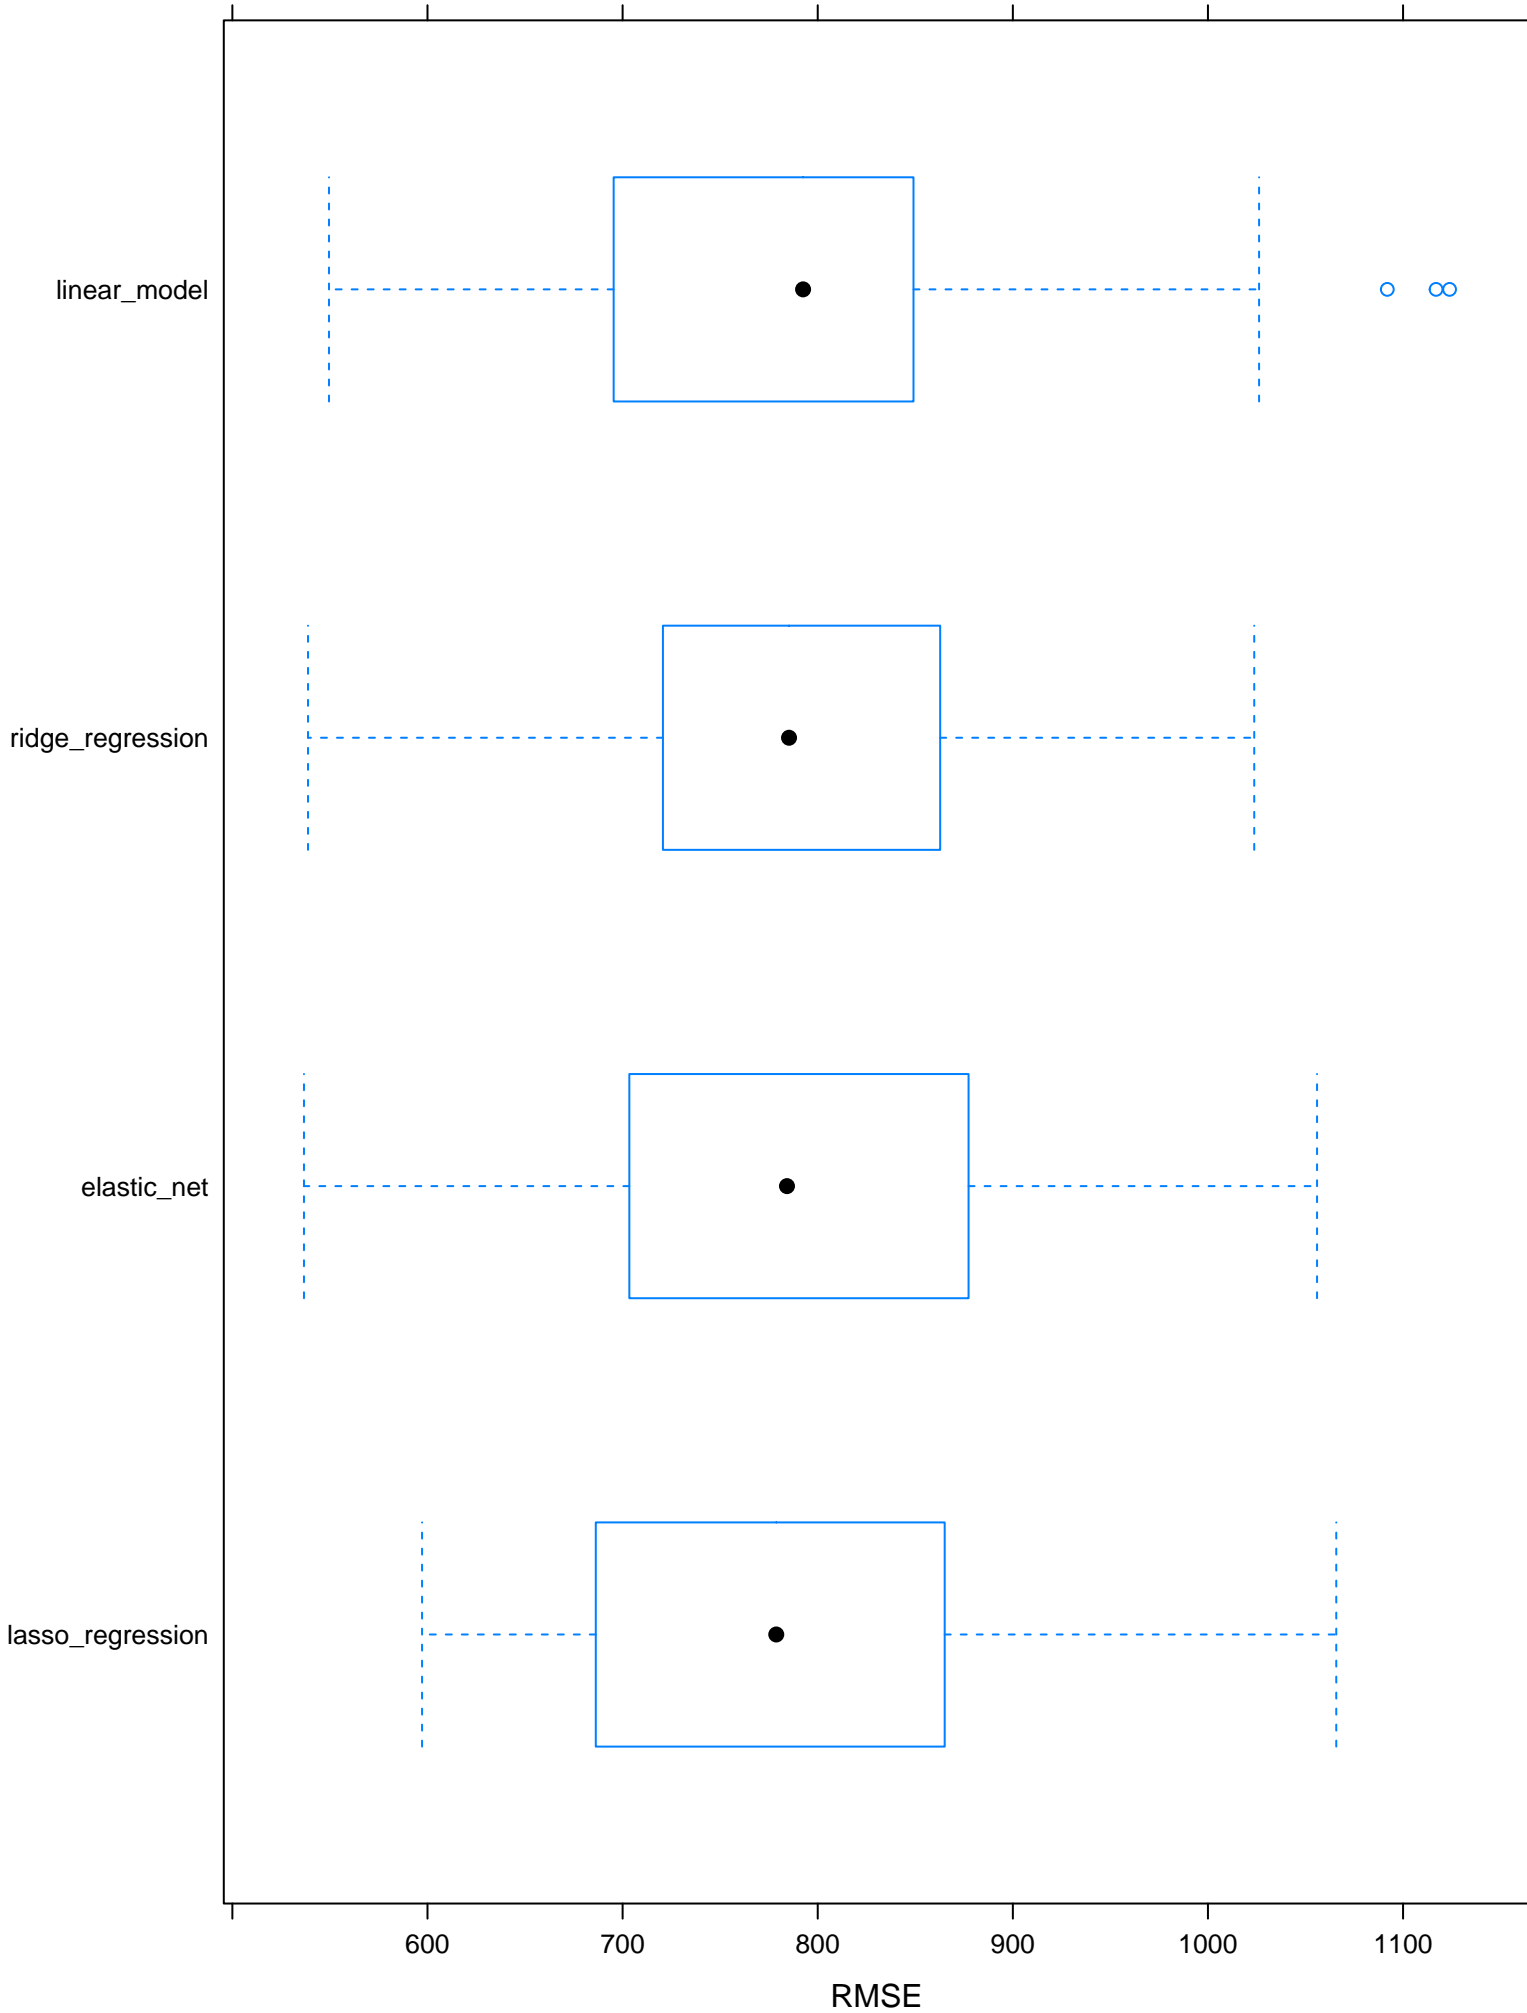 linear_model
ridge_regression
elastic_net
lasso_regression
600 700 800 900 1000 1100
RMSE